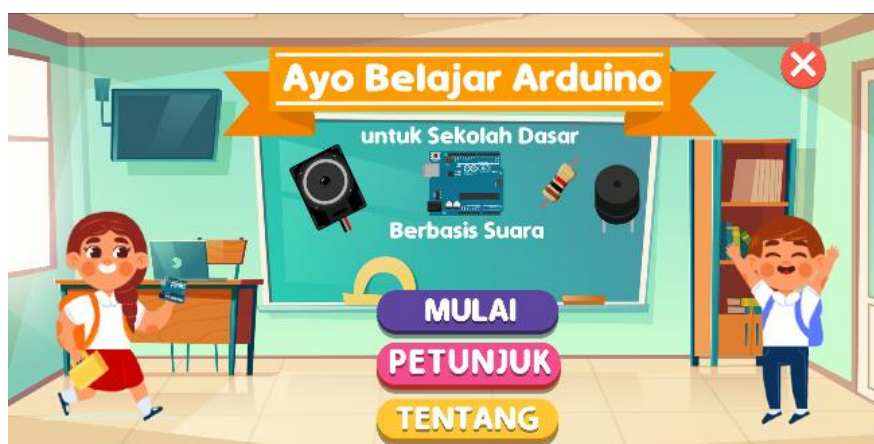 Ayo Belajar Arduino
untuk Sekolah Dasar
Berbasis Suara
MULAI
PETUNJUK
TENTANG